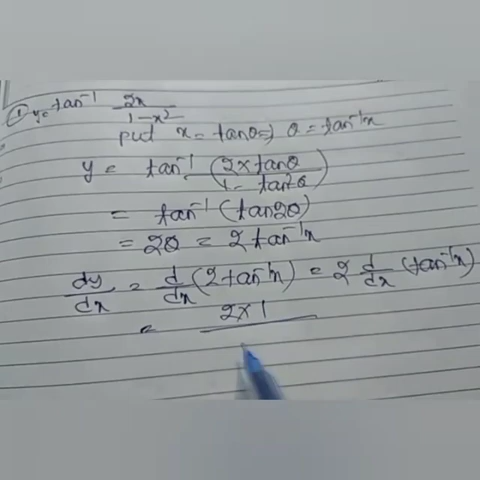 ① y = tan⁻¹ 2x / 1-x²
put x = tanθ ⇒ θ = tan⁻¹x
y = tan⁻¹ (2×tanθ / 1- tan²θ)
= tan⁻¹ (tan2θ)
= 2θ = 2 tan⁻¹x
dy/dx = d/dx (2 tan⁻¹x) = 2 d/dx (tan⁻¹x)
= 2×1 /